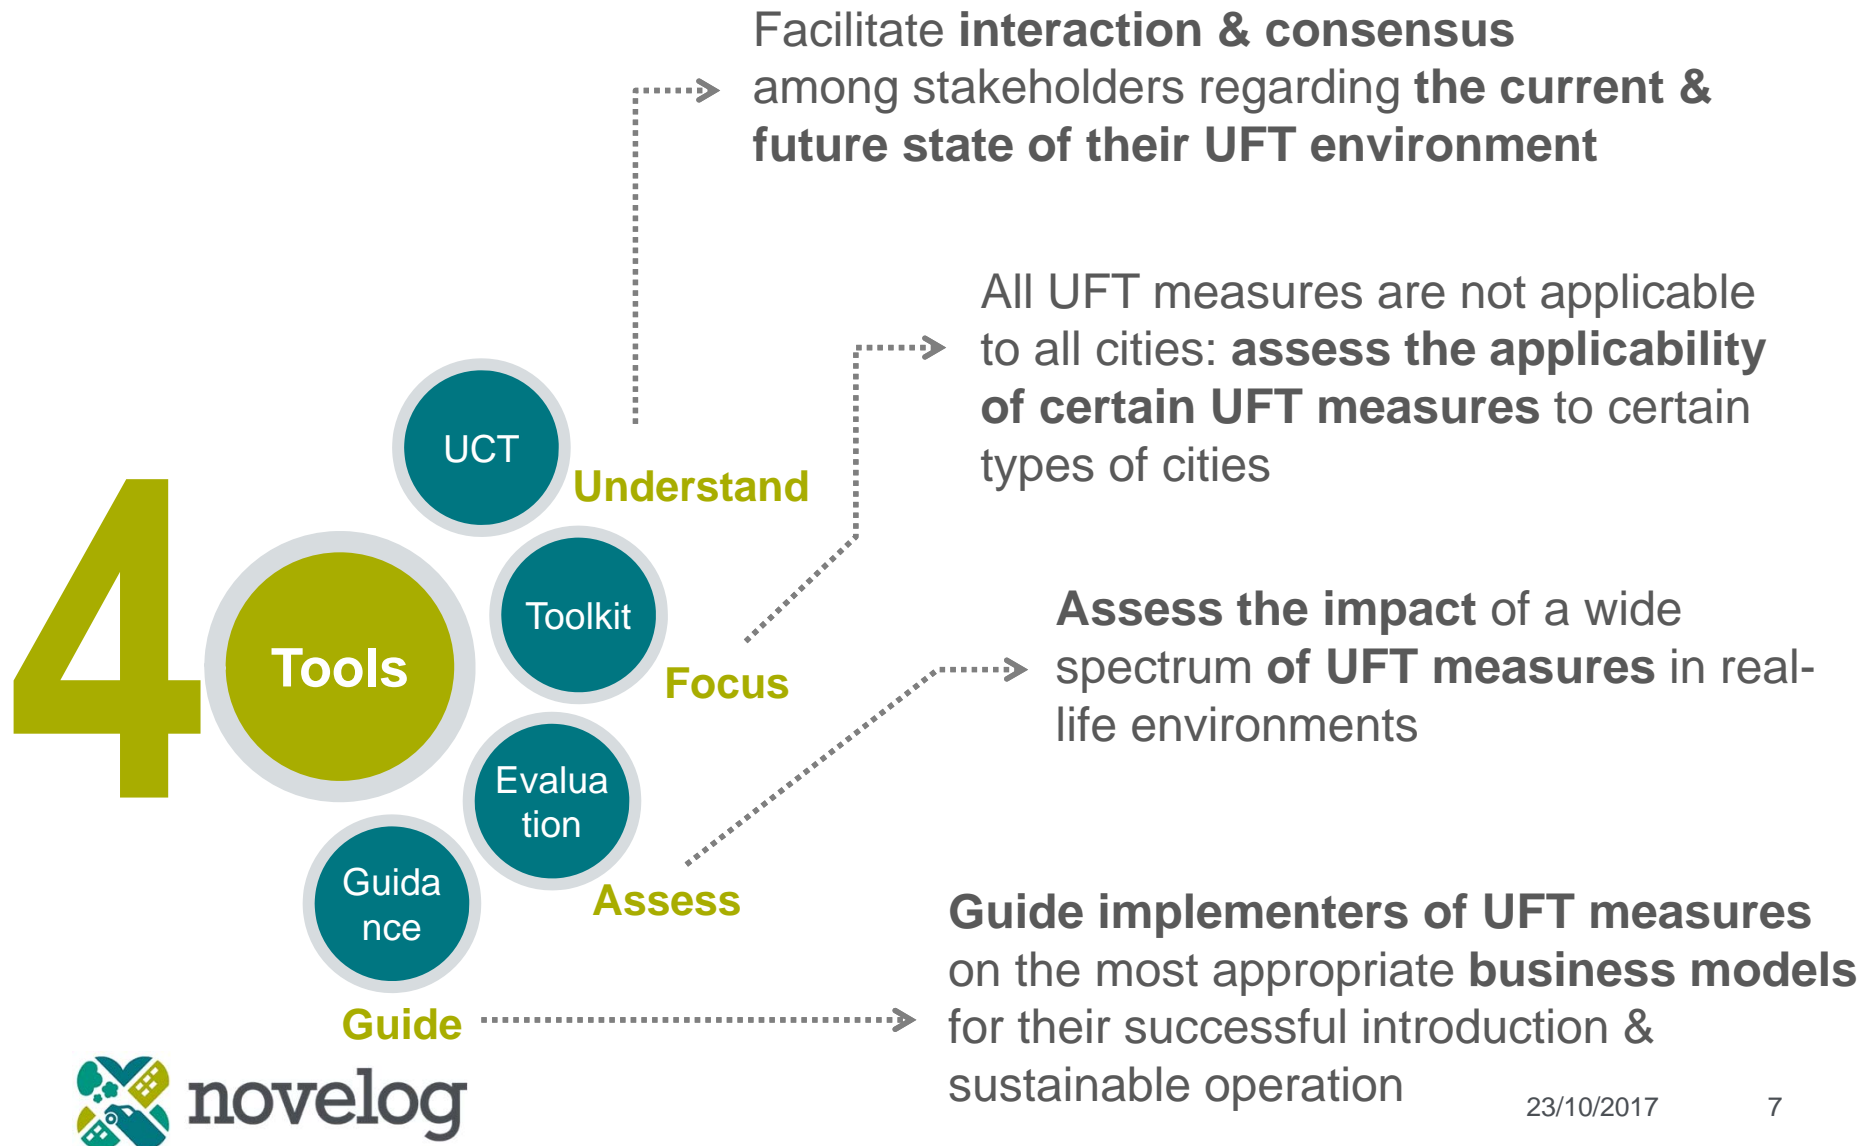 Facilitate interaction & consensus
among stakeholders regarding the current &
future state of their UFT environment
All UFT measures are not applicable
to all cities: assess the applicability
of certain UFT measures to certain
types of cities
UCT
Understand
4
Tools
Toolkit
Focus
Assess the impact of a wide
spectrum of UFT measures in real-
life environments
Evalua
tion
Assess
Guida
nce
Guide
Guide implementers of UFT measures
on the most appropriate business models
for their successful introduction &
sustainable operation
novelog
23/10/2017
7